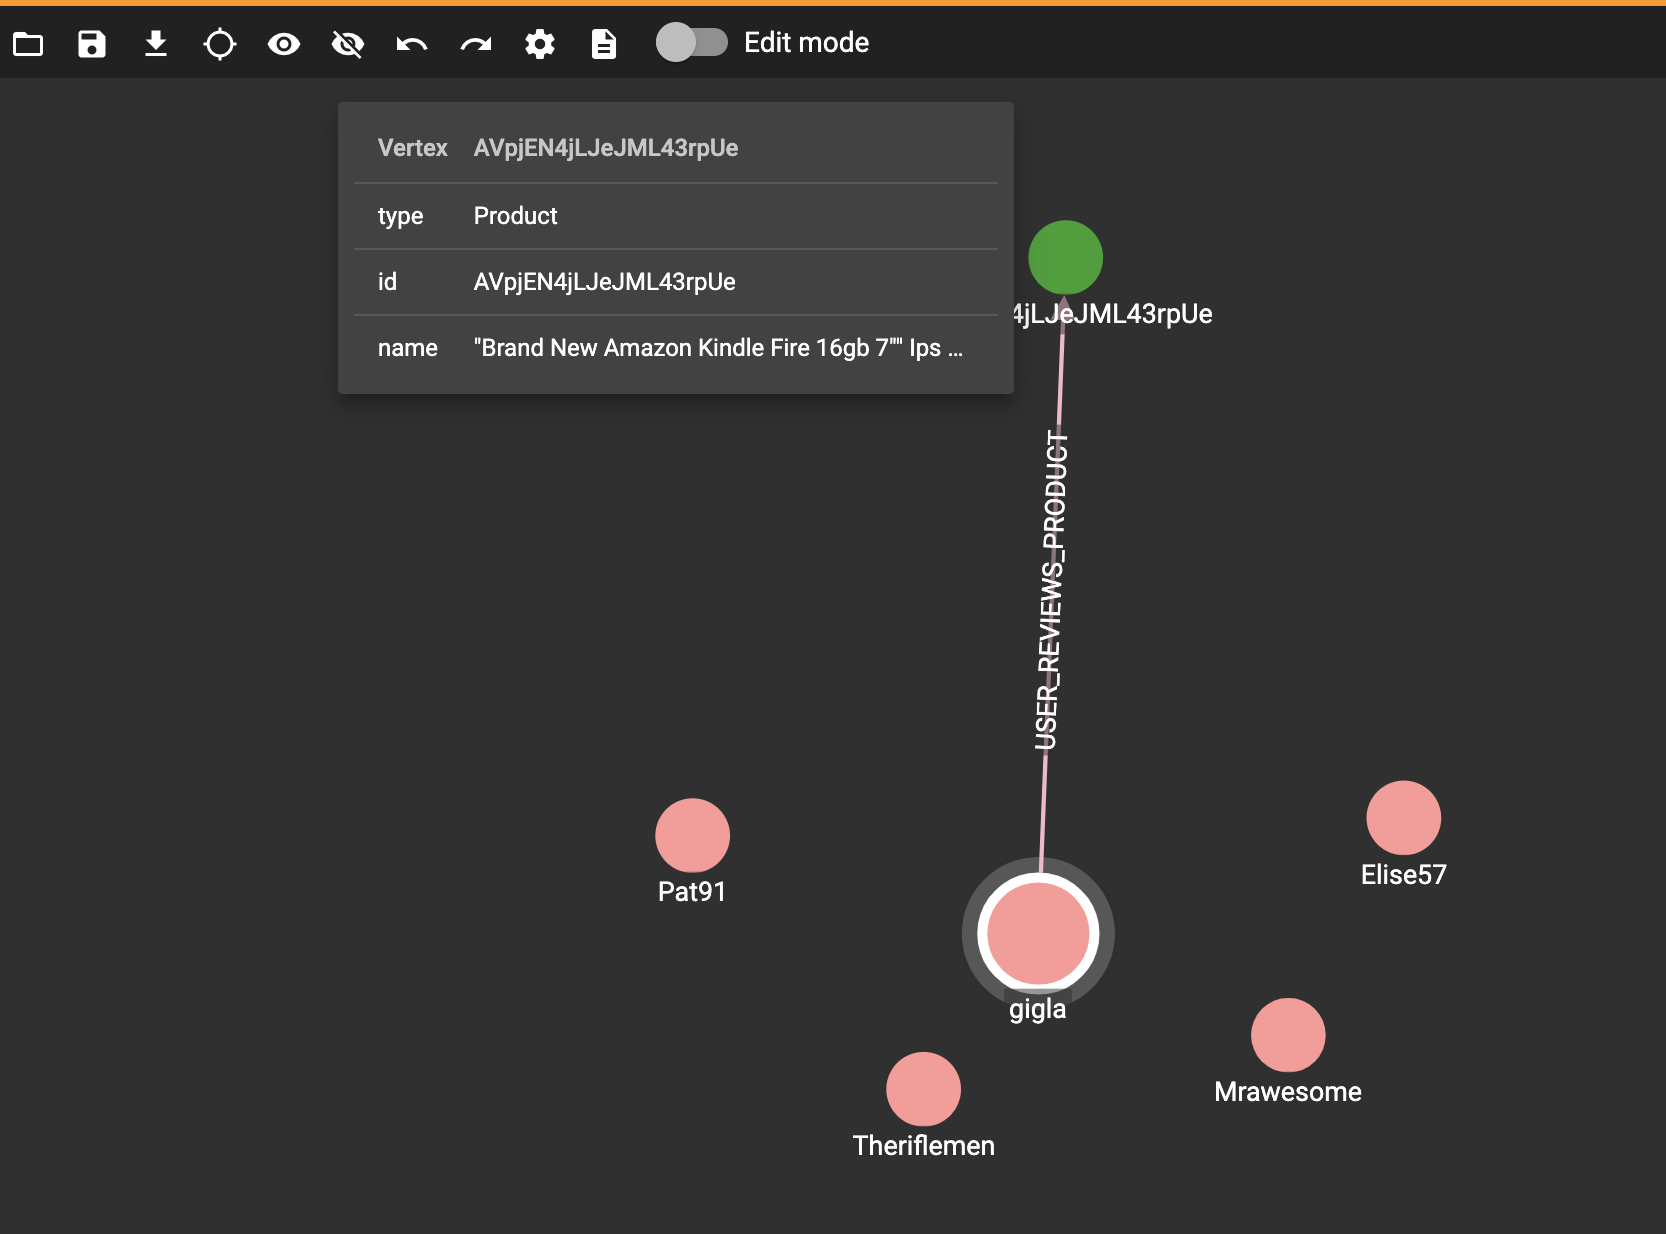 Edit mode
Vertex AVpjEN4jLJeJML43rpUe
type Product
id AVpjEN4jLJeJML43rpUe
name "Brand New Amazon Kindle Fire 16gb 7"" Ips ...
4jLJeJML43rpUe
USER_REVIEWS_PRODUCT
Pat91
Elise57
gigla
Mrawesome
Theriflemen